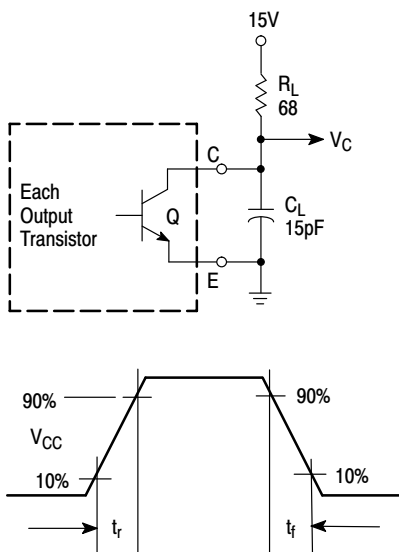 15V
R_L
68
C
V_C
Each
Output
Transistor
Q
C_L
15pF
E
90%
90%
V_CC
10%
10%
t_r
t_f